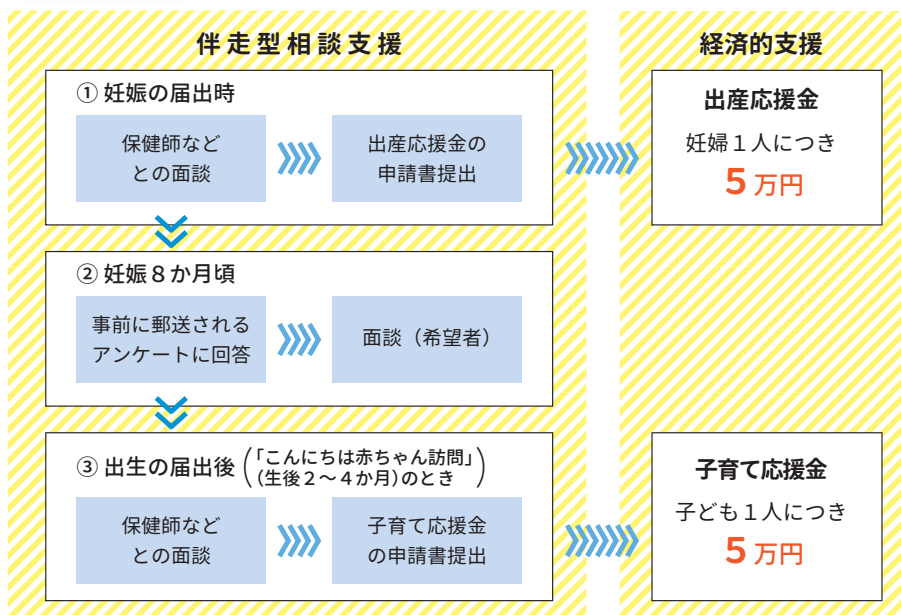 伴走型相談支援
経済的支援
① 妊娠の届出時
保健師など
との面談
出産応援金の
申請書提出
出産応援金
妊婦１人につき
５万円
② 妊娠８か月頃
事前に郵送される
アンケートに回答
面談（希望者）
③ 出生の届出後（「こんにちは赤ちゃん訪問」
（生後２～４か月）のとき）
保健師など
との面談
子育て応援金
の申請書提出
子育て応援金
子ども１人につき
５万円